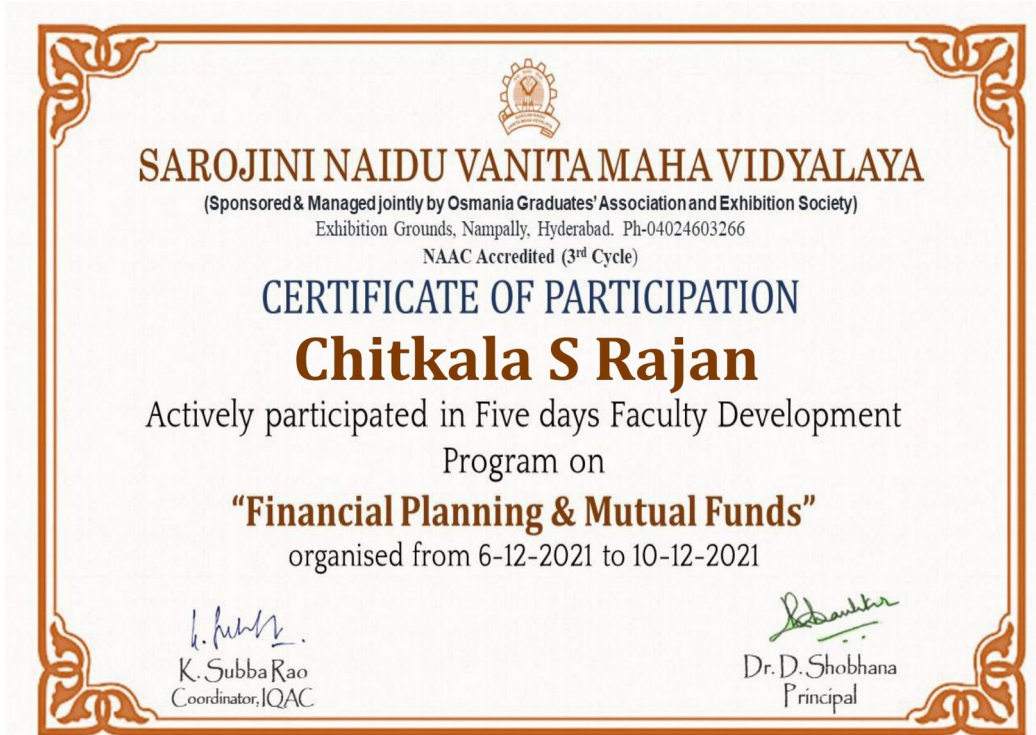 SAROJINI NAIDU VANITA MAHA VIDYALAYA
(Sponsored & Managed jointly by Osmania Graduates' Association and Exhibition Society)
Exhibition Grounds, Nampally, Hyderabad. Ph-04024603266
NAAC Accredited (3rd Cycle)
CERTIFICATE OF PARTICIPATION
Chitkala S Rajan
Actively participated in Five days Faculty Development
Program on
“Financial Planning & Mutual Funds”
organised from 6-12-2021 to 10-12-2021
K. Subba Rao
Coordinator, IQAC
Dr. D. Shobhana
Principal